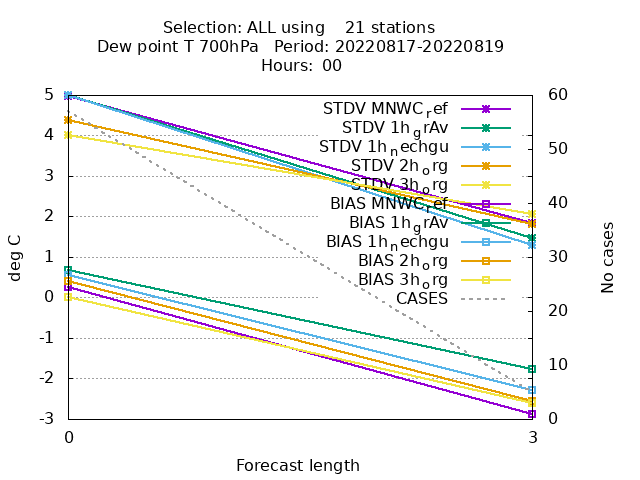 Selection: ALL using    21 stations
Dew point T 700hPa   Period: 20220817-20220819
Hours: 00
5
4
3
2
1
0
-1
-2
-3
deg C
STDV MNWC_ref
STDV 1h_grAv
STDV 1h_nechgu
STDV 2h_org
STDV 3h_org
BIAS MNWC_ref
BIAS 1h_grAv
BIAS 1h_nechgu
BIAS 2h_org
BIAS 3h_org
CASES
60
50
40
30
20
10
0
No cases
0 3
Forecast length